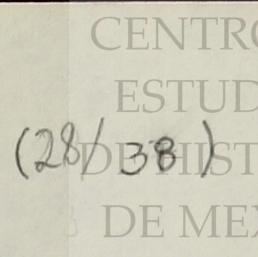 CENTRO
ESTUD
(28/38)
DE HIST
DE MEX